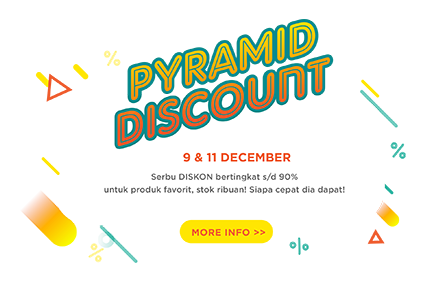 PYRAMID
DISCOUNT
9 & 11 DECEMBER
Serbu DISKON bertingkat s/d 90%
untuk produk favorit, stok ribuan! Siapa cepat dia dapat!
MORE INFO >>